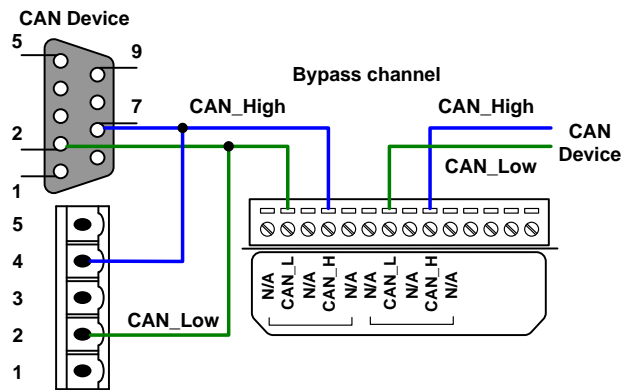 CAN Device
5
9
7
2
1
Bypass channel
CAN_High
CAN_High
CAN
Device
CAN_Low
5
4
3
2
1
CAN_Low
N/A
CAN_L
N/A
CAN_H
N/A
N/A
CAN_L
N/A
CAN_H
N/A